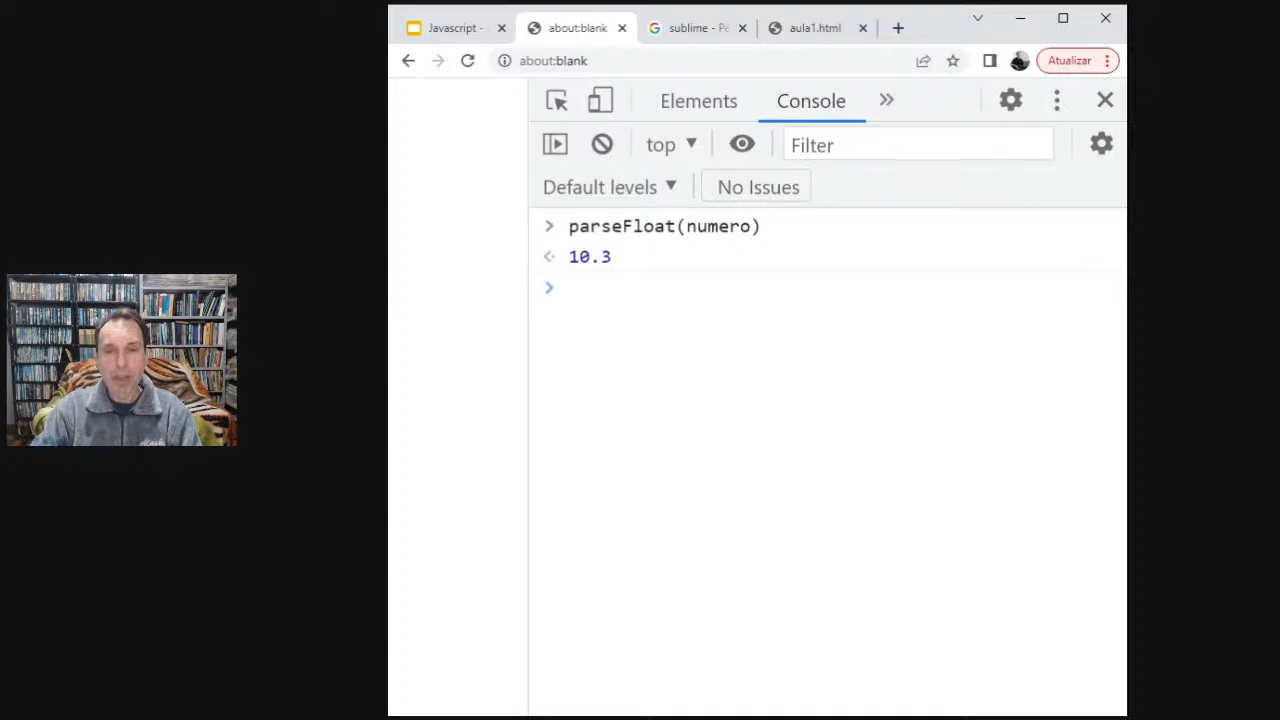 Javascript -
about:blank
sublime - Pe
aula1.html
about:blank
Atualizar
Elements
Console
top
Filter
Default levels
No Issues
parseFloat(numero)
10.3